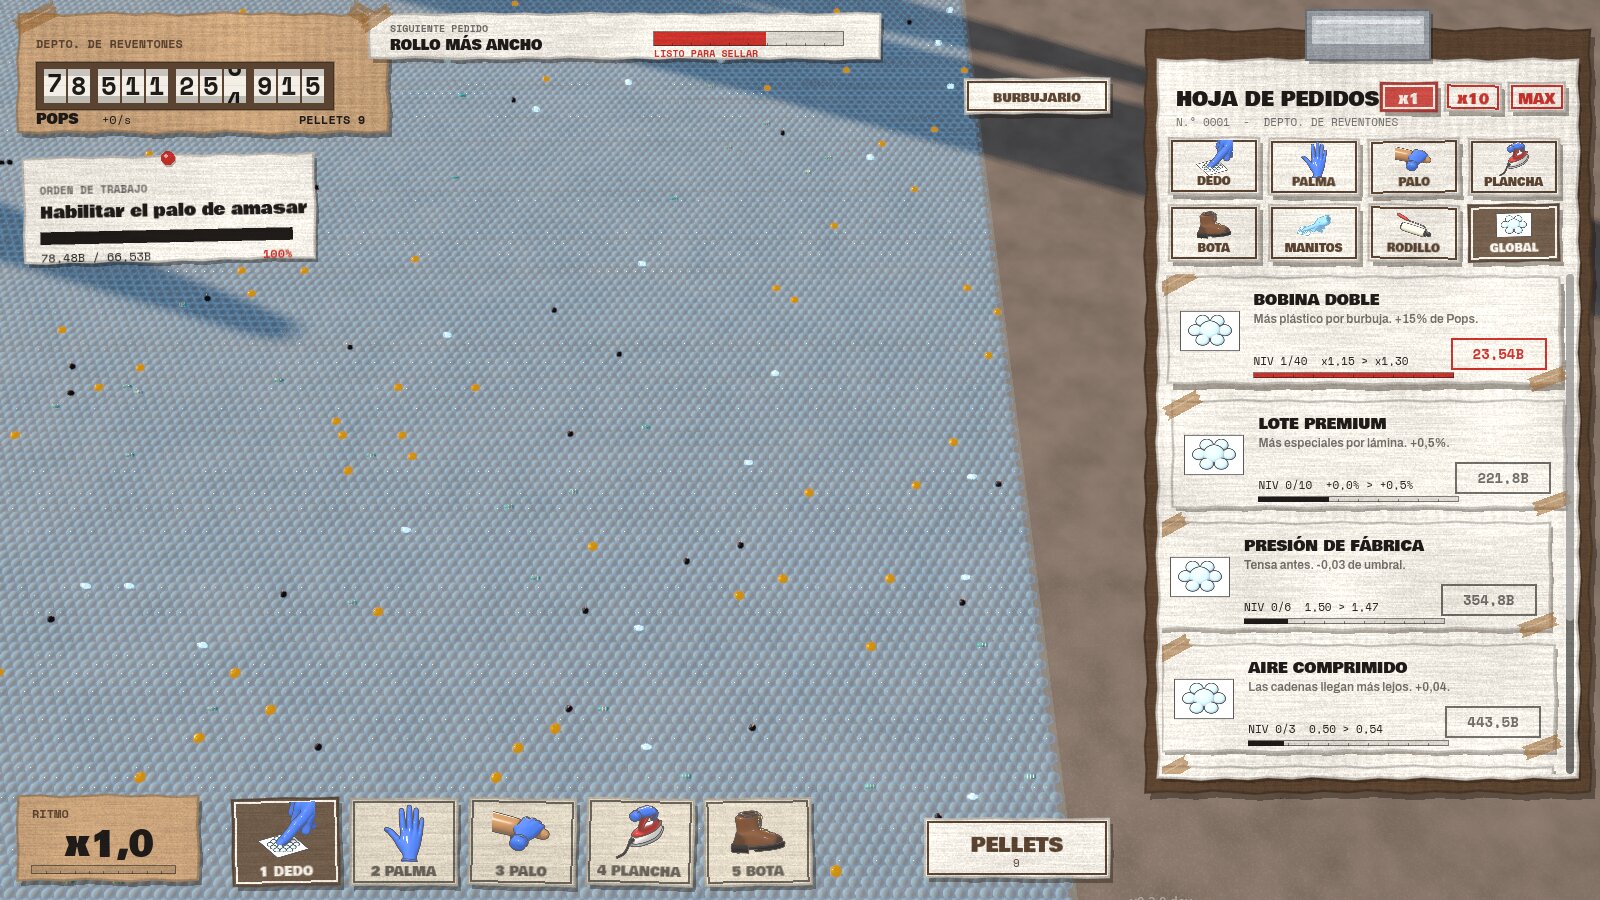 DEPTO. DE REVENTONES
78 511 25 915
POPS +0/s PELLETS 9
SIGUIENTE PEDIDO
ROLLO MÁS ANCHO
LISTO PARA SELLAR
BURBUJARIO
ORDEN DE TRABAJO
Habilitar el palo de amasar
78,48B / 66,53B 100%
HOJA DE PEDIDOS x1 x10 MAX
N.° 0001 - DEPTO. DE REVENTONES
DEDO PALMA PALO PLANCHA
BOTA MANITOS RODILLO GLOBAL
BOBINA DOBLE
Más plástico por burbuja. +15% de Pops.
NIV 1/40 x1,15 > x1,30 23,54B
LOTE PREMIUM
Más especiales por lámina. +0,5%.
NIV 0/10 +0,0% > +0,5% 221,8B
PRESIÓN DE FÁBRICA
Tensa antes. -0,03 de umbral.
NIV 0/6 1,50 > 1,47 354,8B
AIRE COMPRIMIDO
Las cadenas llegan más lejos. +0,04.
NIV 0/3 0,50 > 0,54 443,5B
RITMO
x1,0
1 DEDO 2 PALMA 3 PALO 4 PLANCHA 5 BOTA
PELLETS
9